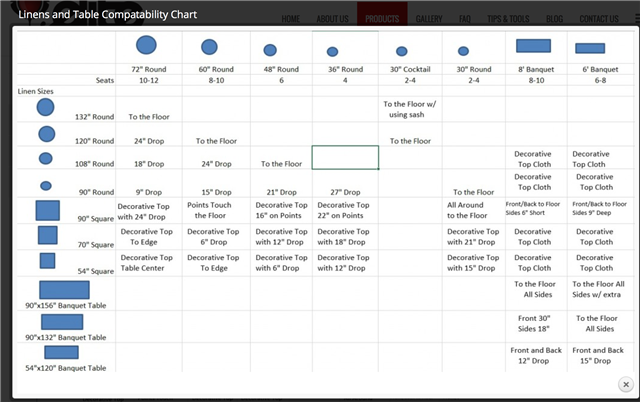 Linens and Table Compatability Chart
HOME ABOUT US PRODUCTS GALLERY FAQ TIPS & TOOLS BLOG CONTACT US
72" Round 60" Round 48" Round 36" Round 30" Cocktail 30" Round 8' Banquet 6' Banquet
Seats 10-12 8-10 6 4 2-4 2-4 8-10 6-8
Linen Sizes
132" Round To the Floor To the Floor w/ using sash
120" Round 24" Drop To the Floor To the Floor
108" Round 18" Drop 24" Drop To the Floor Decorative Top Cloth Decorative Top Cloth
90" Round 9" Drop 15" Drop 21" Drop 27" Drop To the Floor Decorative Top Cloth Decorative Top Cloth
90" Square Decorative Top with 24" Drop Points Touch the Floor Decorative Top 16" on Points Decorative Top 22" on Points All Around to the Floor Front/Back to Floor Sides 6" Short Front/Back to Floor Sides 9" Deep
70" Square Decorative Top To Edge Decorative Top 6" Drop Decorative Top with 12" Drop Decorative Top with 18" Drop Decorative Top with 21" Drop Decorative Top Cloth Decorative Top Cloth
54" Square Decorative Top Table Center Decorative Top To Edge Decorative Top with 6" Drop Decorative Top with 12" Drop Decorative Top with 15" Drop Decorative Top Cloth Decorative Top Cloth
90"x156" Banquet Table To the Floor All Sides To the Floor All Sides w/ extra
90"x132" Banquet Table Front 30" Sides 18" To the Floor All Sides
54"x120" Banquet Table Front and Back 12" Drop Front and Back 15" Drop